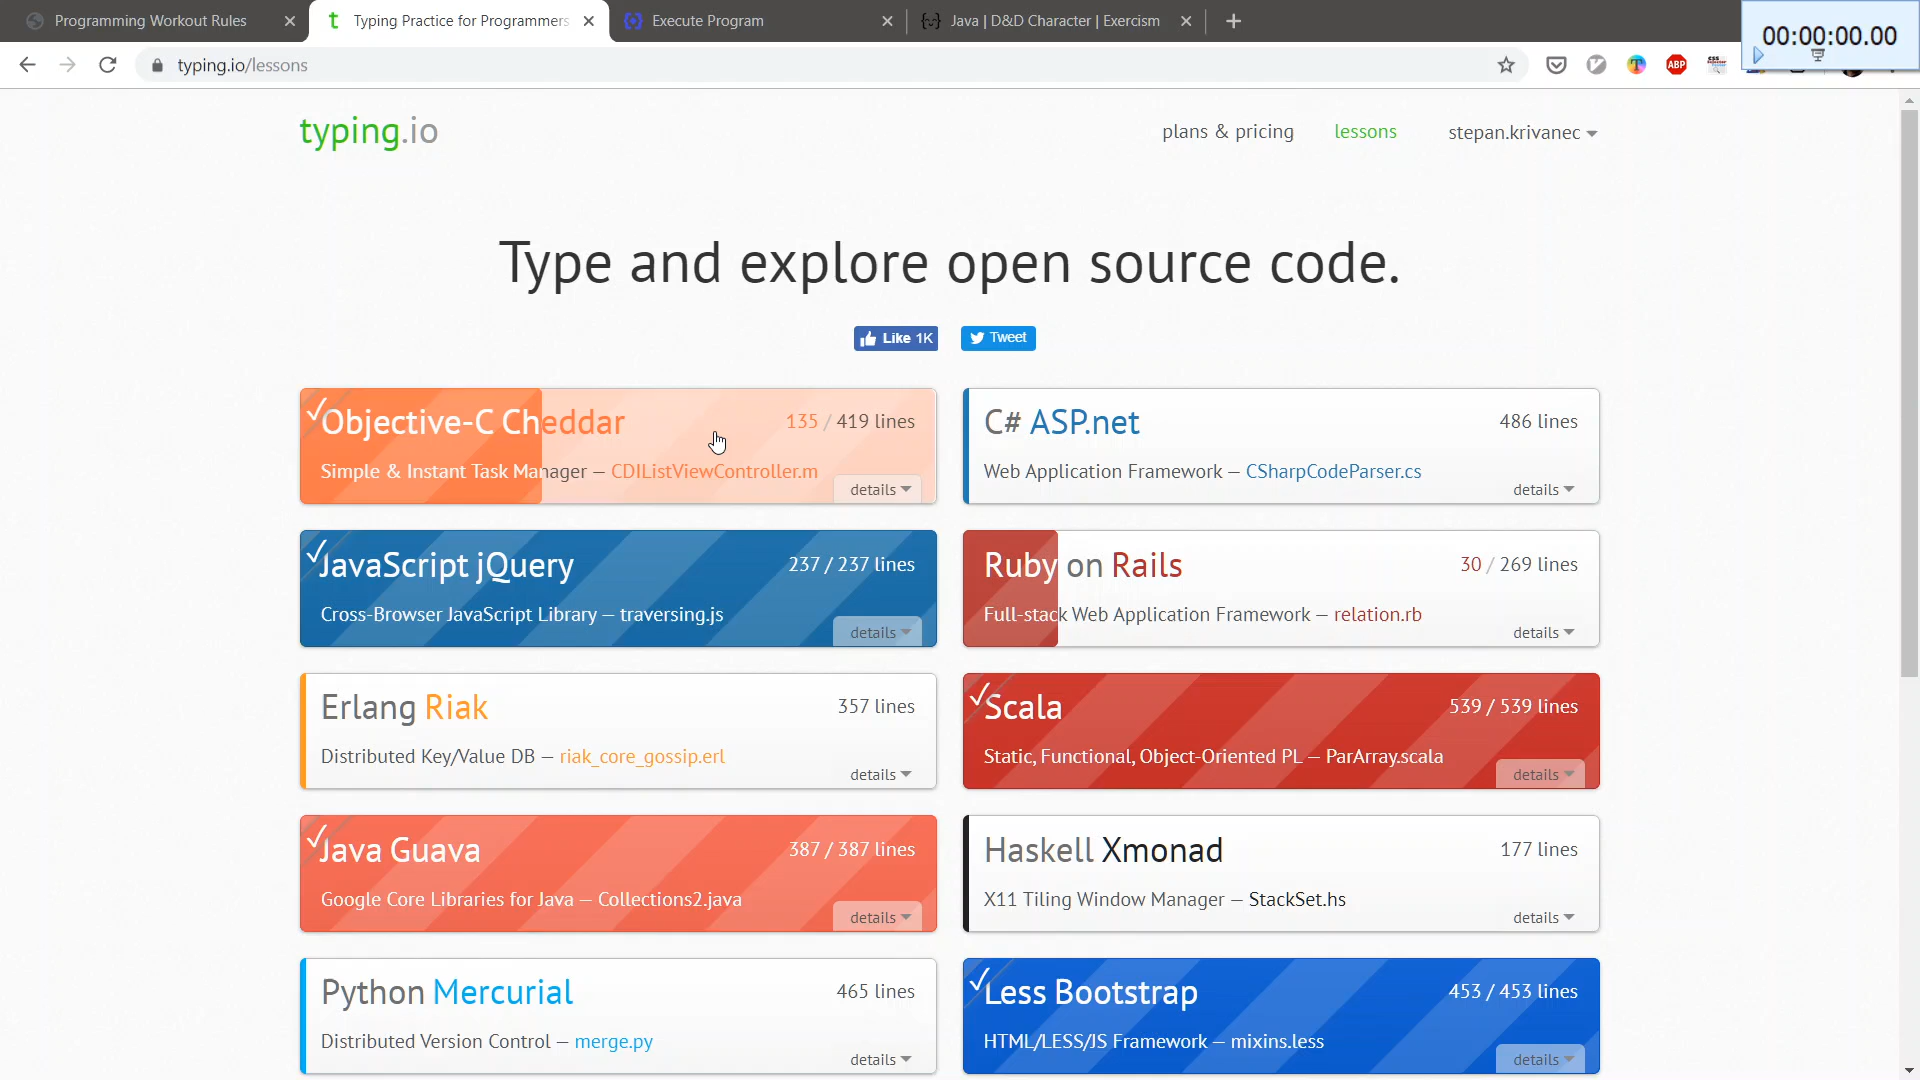 Programming Workout Rules
Typing Practice for Programmers
Execute Program
Java | D&D Character | Exercism
00:00:00.00
typing.io/lessons
ABP
typing.io
plans & pricing
lessons
stepan.krivanec
Type and explore open source code.
Like 1K
Tweet
Objective-C Cheddar
135 / 419 lines
Simple & Instant Task Manager — CDIListViewController.m
details
C# ASP.net
486 lines
Web Application Framework — CSharpCodeParser.cs
details
JavaScript jQuery
237 / 237 lines
Cross-Browser JavaScript Library — traversing.js
details
Ruby on Rails
30 / 269 lines
Full-stack Web Application Framework — relation.rb
details
Erlang Riak
357 lines
Distributed Key/Value DB — riak_core_gossip.erl
details
Scala
539 / 539 lines
Static, Functional, Object-Oriented PL — ParArray.scala
details
Java Guava
387 / 387 lines
Google Core Libraries for Java — Collections2.java
details
Haskell Xmonad
177 lines
X11 Tiling Window Manager — StackSet.hs
details
Python Mercurial
465 lines
Distributed Version Control — merge.py
details
Less Bootstrap
453 / 453 lines
HTML/LESS/JS Framework — mixins.less
details